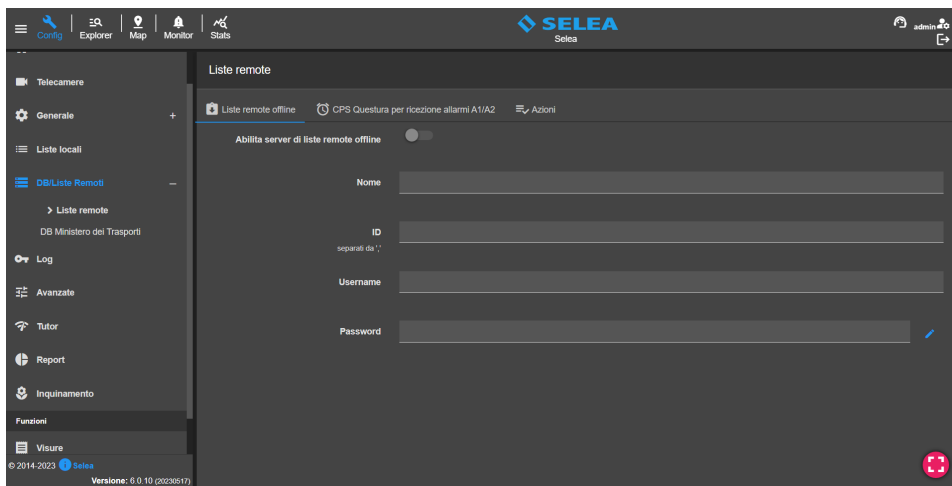 Config
Explorer
Map
Monitor
Stats
SELEA
Selea
admin
Telecamere
Generale +
Liste locali
DB/Liste Remoti –
Liste remote
DB Ministero dei Trasporti
Log
Avanzate
Tutor
Report
Inquinamento
Funzioni
Visure
© 2014-2023 Selea
Versione: 6.0.10 (20230517)
Liste remote
Liste remote offline
CPS Questura per ricezione allarmi A1/A2
Azioni
Abilita server di liste remote offline
Nome
ID
separati da ','
Username
Password